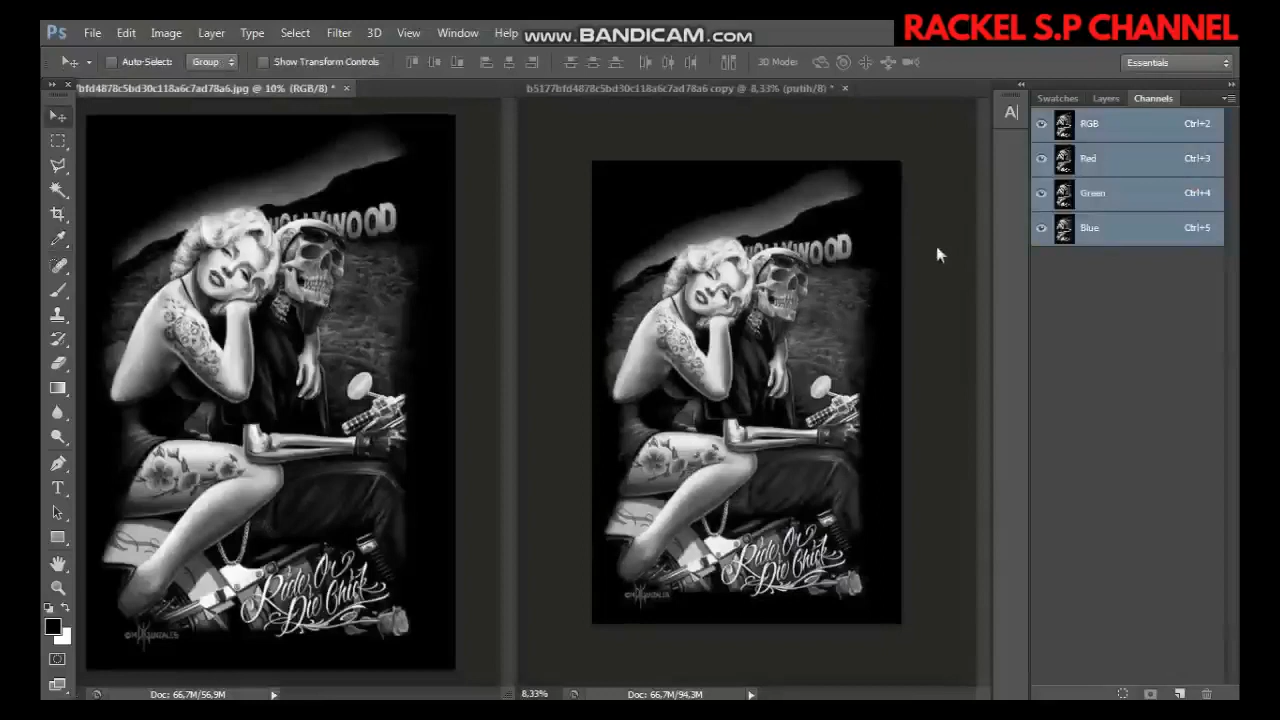 RACKEL S.P CHANNEL
www.BANDICAM.com
Ps File Edit Image Layer Type Select Filter 3D View Window Help
Auto-Select: Group Show Transform Controls 3D Mode: Essentials
bfd4878c5bd30c118a6c7ad78a6.jpg @ 10% (RGB/8) * ×
b5177bfd4878c5bd30c118a6c7ad78a6 copy @ 8,33% (putih/8) * ×
Swatches Layers Channels
A|
RGB Ctrl+2
Red Ctrl+3
Green Ctrl+4
Blue Ctrl+5
HOLLYWOOD
Ride Or
Die Chick
HOLLYWOOD
Ride Or
Die Chick
T
Doc: 66,7M/56,9M
8,33% Doc: 66,7M/94,3M